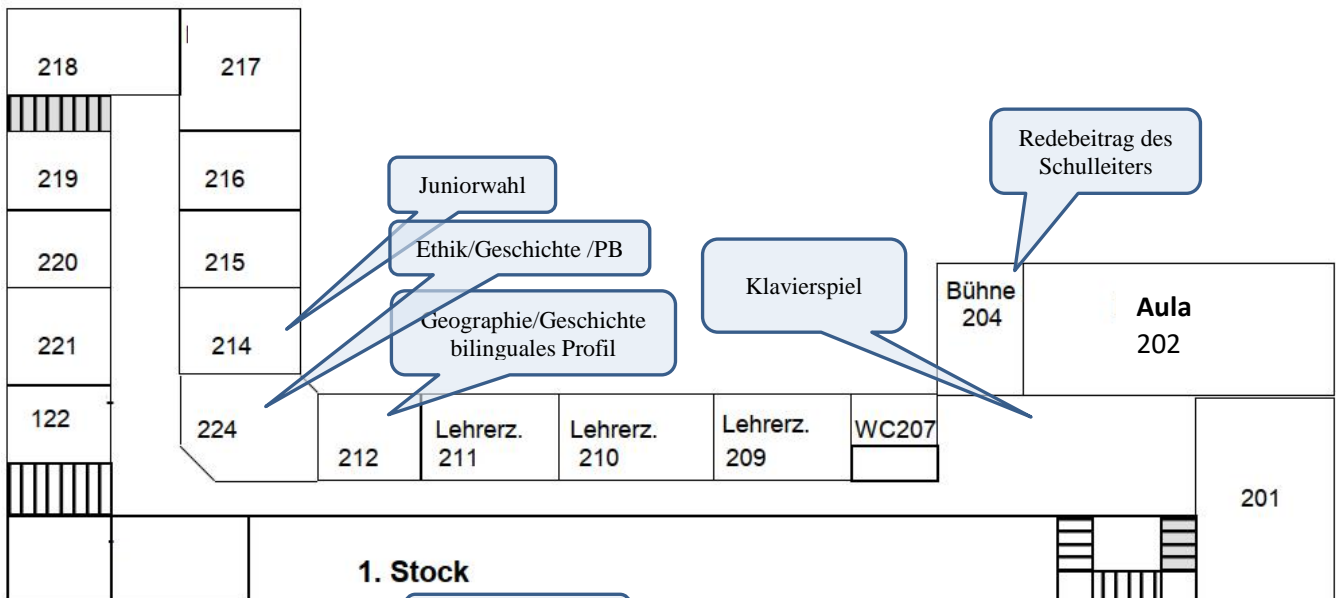 218
217
219
216
220
215
221
214
122
224
212
Juniorwahl
Ethik/Geschichte /PB
Geographie/Geschichte
bilinguales Profil
Lehrerz.
211
Lehrerz.
210
Lehrerz.
209
WC207
Klavierspiel
Redebeitrag des
Schulleiters
Bühne
204
Aula
202
201
1. Stock